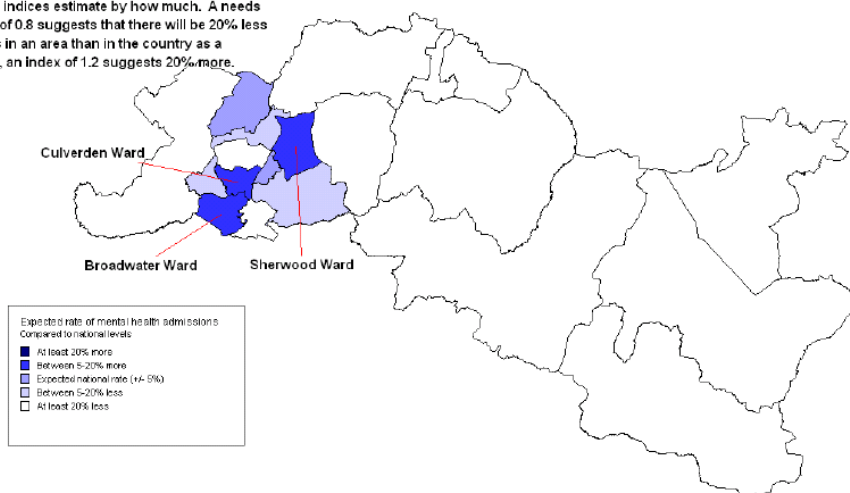 indices estimate by how much. A needs
of 0.8 suggests that there will be 20% less
in an area than in the country as a
, an index of 1.2 suggests 20% more.
Culverden Ward
Broadwater Ward
Sherwood Ward
Expected rate of mental health admissions
Compared to national levels
At least 20% more
Between 5-20% more
Expected national rate (+/- 5%)
Between 5-20% less
At least 20% less